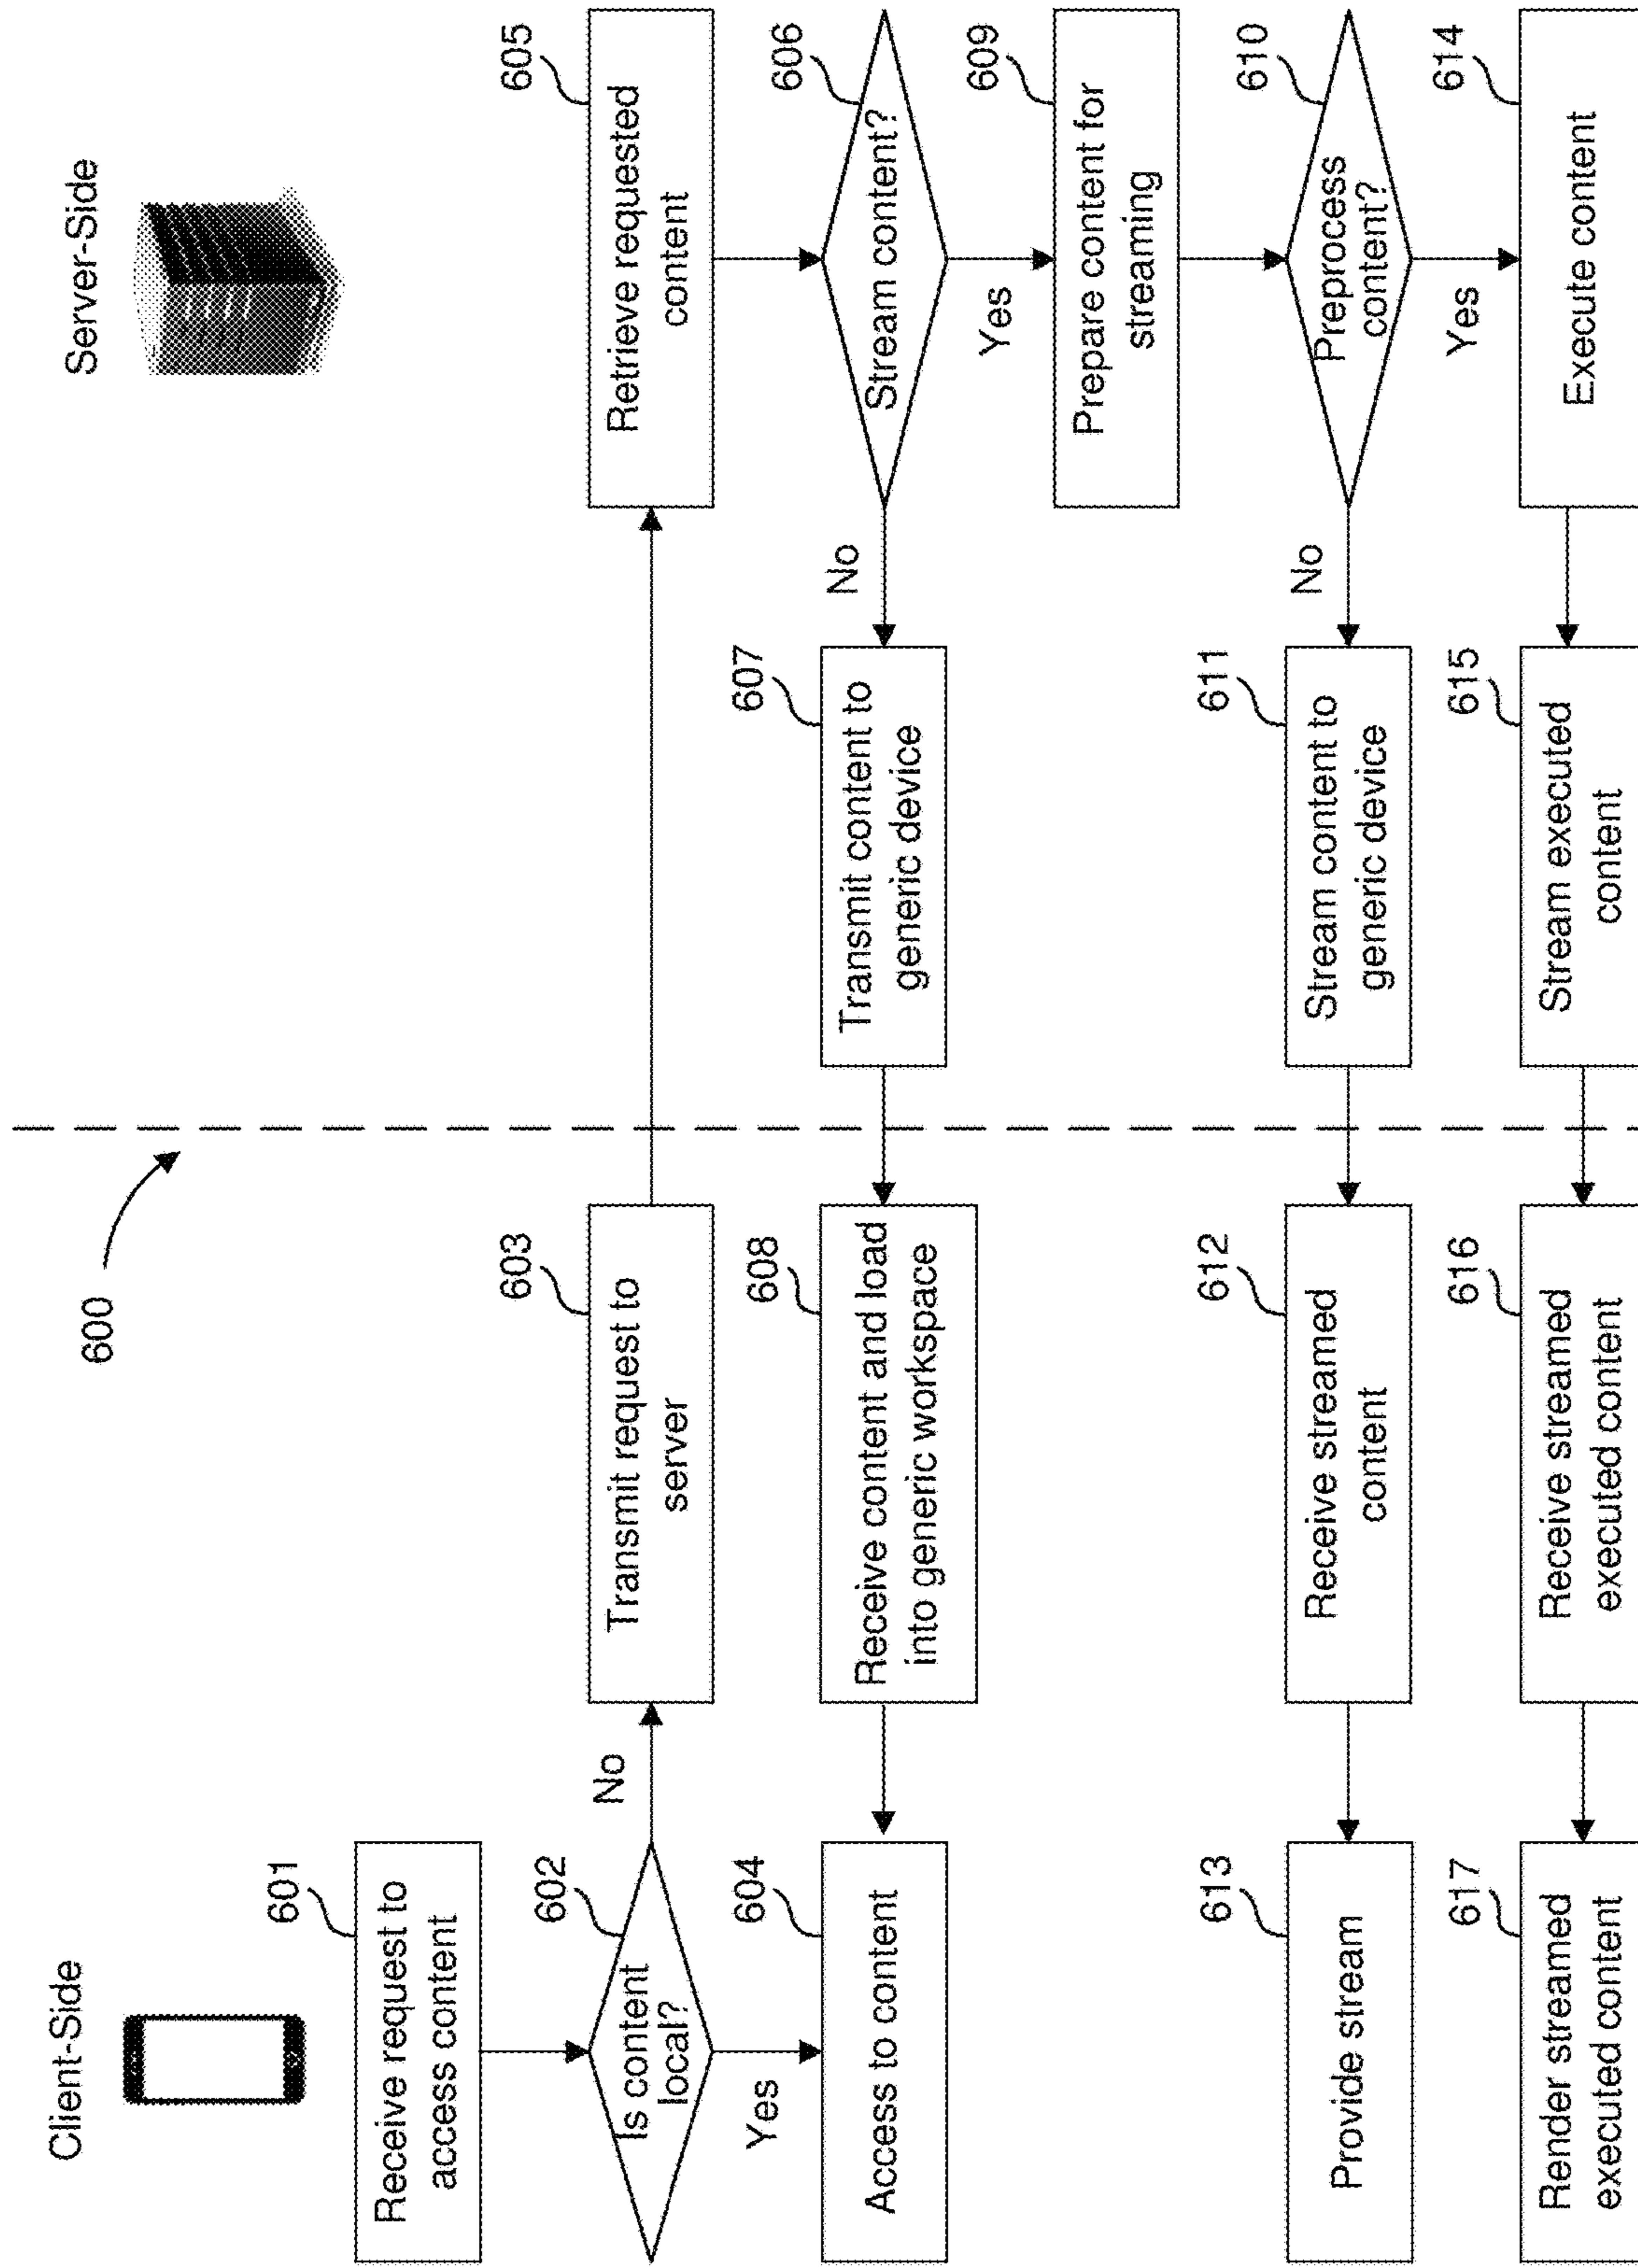 Client-Side
Server-Side
600
601
Receive request to
access content
602
Is content
local?
No
Yes
603
Transmit request to
server
605
Retrieve requested
content
604
Access to content
608
Receive content and load
into generic workspace
607
Transmit content to
generic device
No
606
Stream content?
Yes
609
Prepare content for
streaming
613
Provide stream
612
Receive streamed
content
611
Stream content to
generic device
No
610
Preprocess
content?
Yes
617
Render streamed
executed content
616
Receive streamed
executed content
615
Stream executed
content
614
Execute content